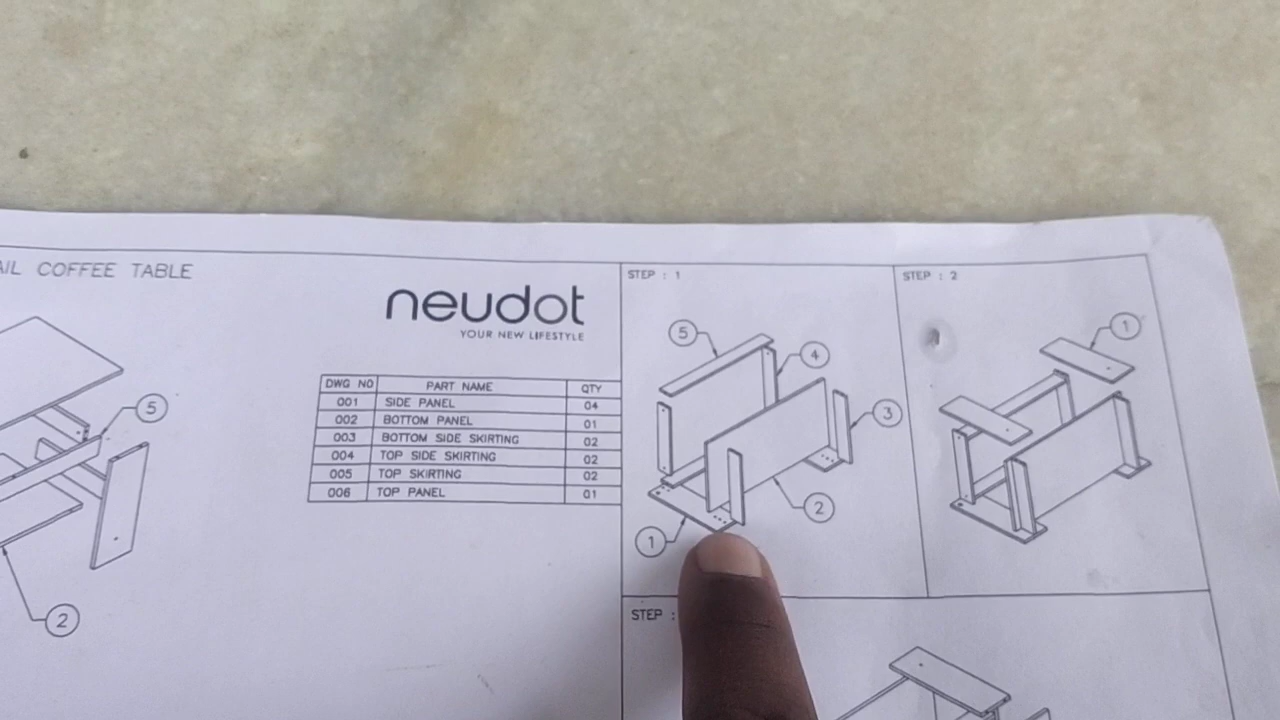 AIL COFFEE TABLE
neudot
YOUR NEW LIFESTYLE
5
2
DWG NO PART NAME QTY
001 SIDE PANEL 04
002 BOTTOM PANEL 01
003 BOTTOM SIDE SKIRTING 02
004 TOP SIDE SKIRTING 02
005 TOP SKIRTING 02
006 TOP PANEL 01
STEP : 1
5
4
3
2
1
STEP : 2
1
STEP :